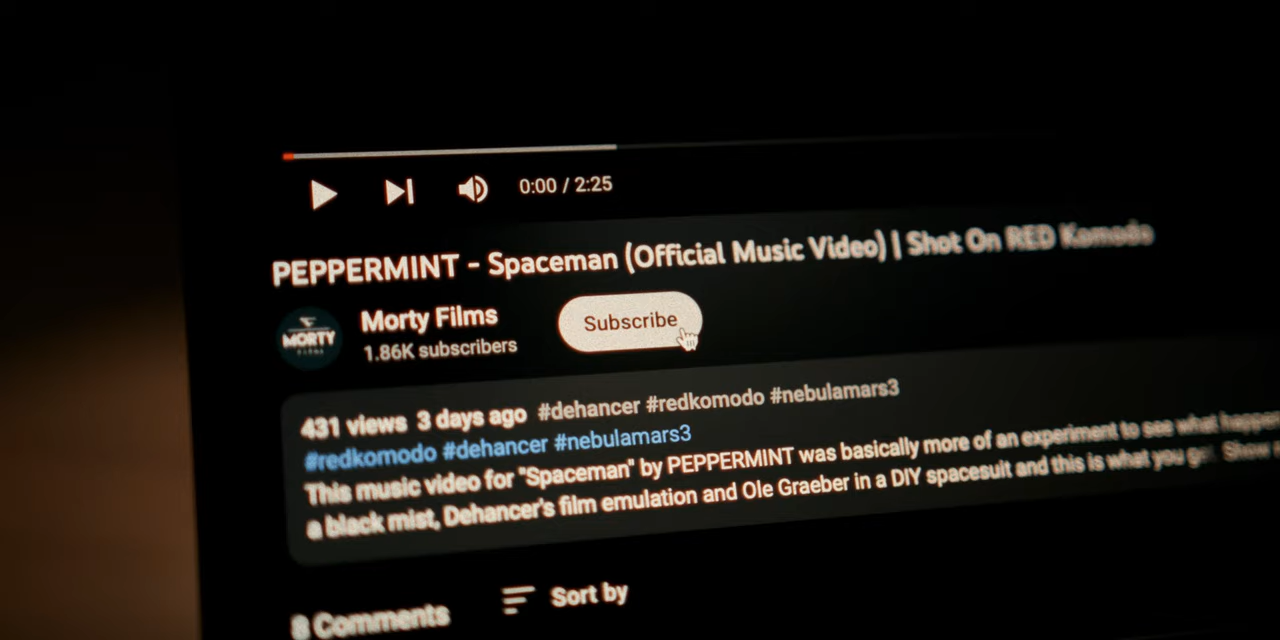 0:00 / 2:25
PEPPERMINT - Spaceman (Official Music Video) | Shot On RED Komodo
MORTY
FILMS
Morty Films
1.86K subscribers
Subscribe
431 views 3 days ago #dehancer #redkomodo #nebulamars3
#redkomodo #dehancer #nebulamars3
This music video for "Spaceman" by PEPPERMINT was basically more of an experiment to see what
a black mist, Dehancer's film emulation and Ole Graeber in a DIY spacesuit and this is what you Show
8 Comments
Sort by